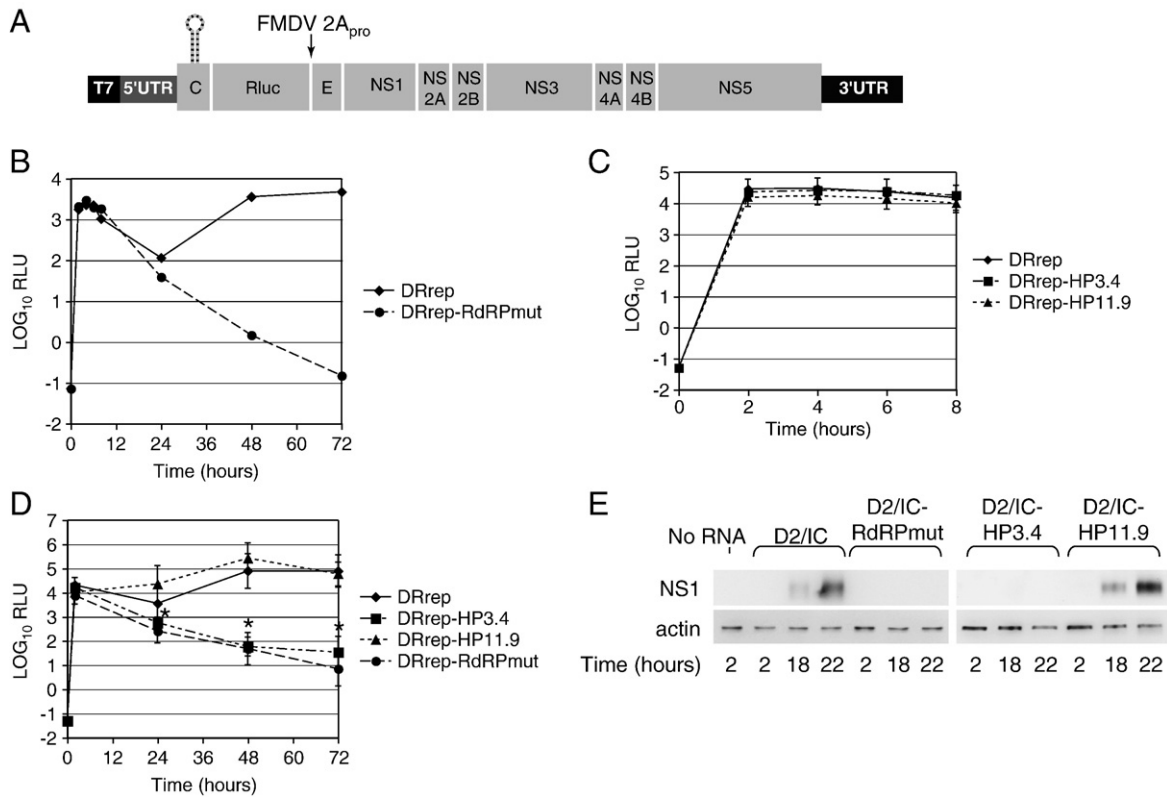 A
FMDV 2Apro
T7 5'UTR C Rluc E NS1 NS 2A NS 2B NS3 NS 4A NS 4B NS5 3'UTR
B
LOG10 RLU
4
3
2
1
0
-1
-2
0 12 24 36 48 60 72
Time (hours)
DRrep
DRrep-RdRPmut
C
LOG10 RLU
5
4
3
2
1
0
-1
-2
0 2 4 6 8
Time (hours)
DRrep
DRrep-HP3.4
DRrep-HP11.9
D
LOG10 RLU
7
6
5
4
3
2
1
0
-1
-2
* * *
0 12 24 36 48 60 72
Time (hours)
DRrep
DRrep-HP3.4
DRrep-HP11.9
DRrep-RdRPmut
E
No RNA D2/IC D2/IC-RdRPmut D2/IC-HP3.4 D2/IC-HP11.9
NS1
actin
Time (hours) 2 2 18 22 2 18 22 2 18 22 2 18 22